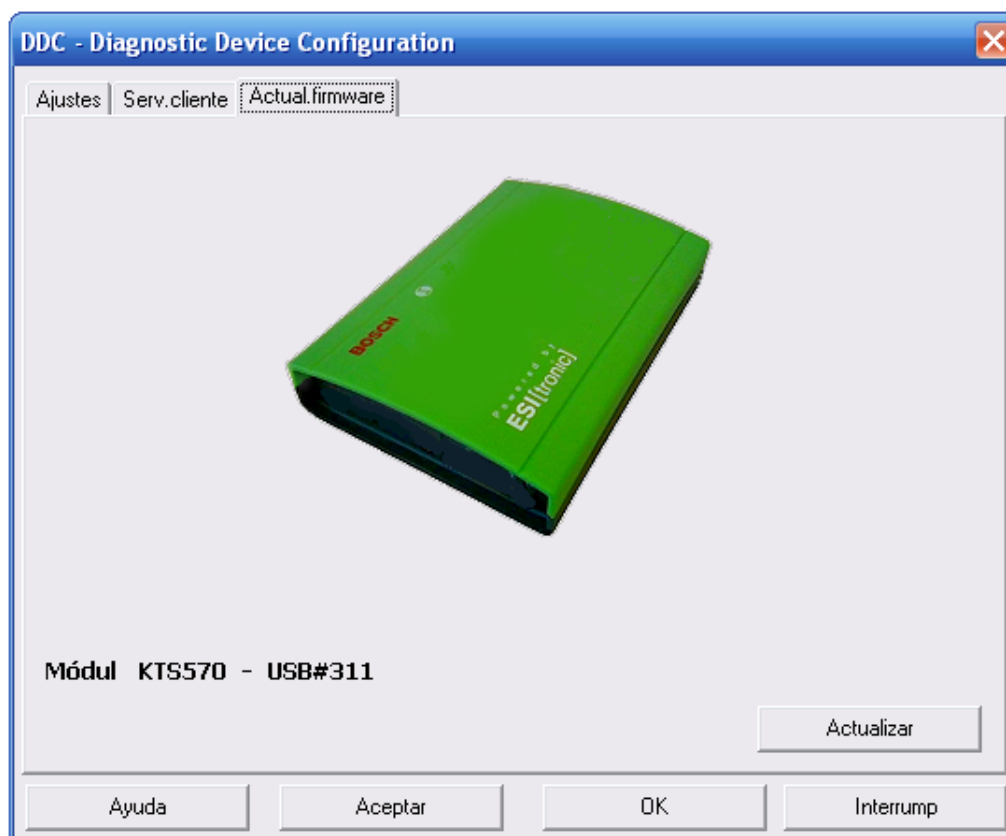 DDC - Diagnostic Device Configuration
Ajustes Serv.cliente Actual.firmware
BOSCH
Powered by
ESI[tronic]
Módul KTS570 - USB#311
Actualizar
Ayuda Aceptar OK Interrump